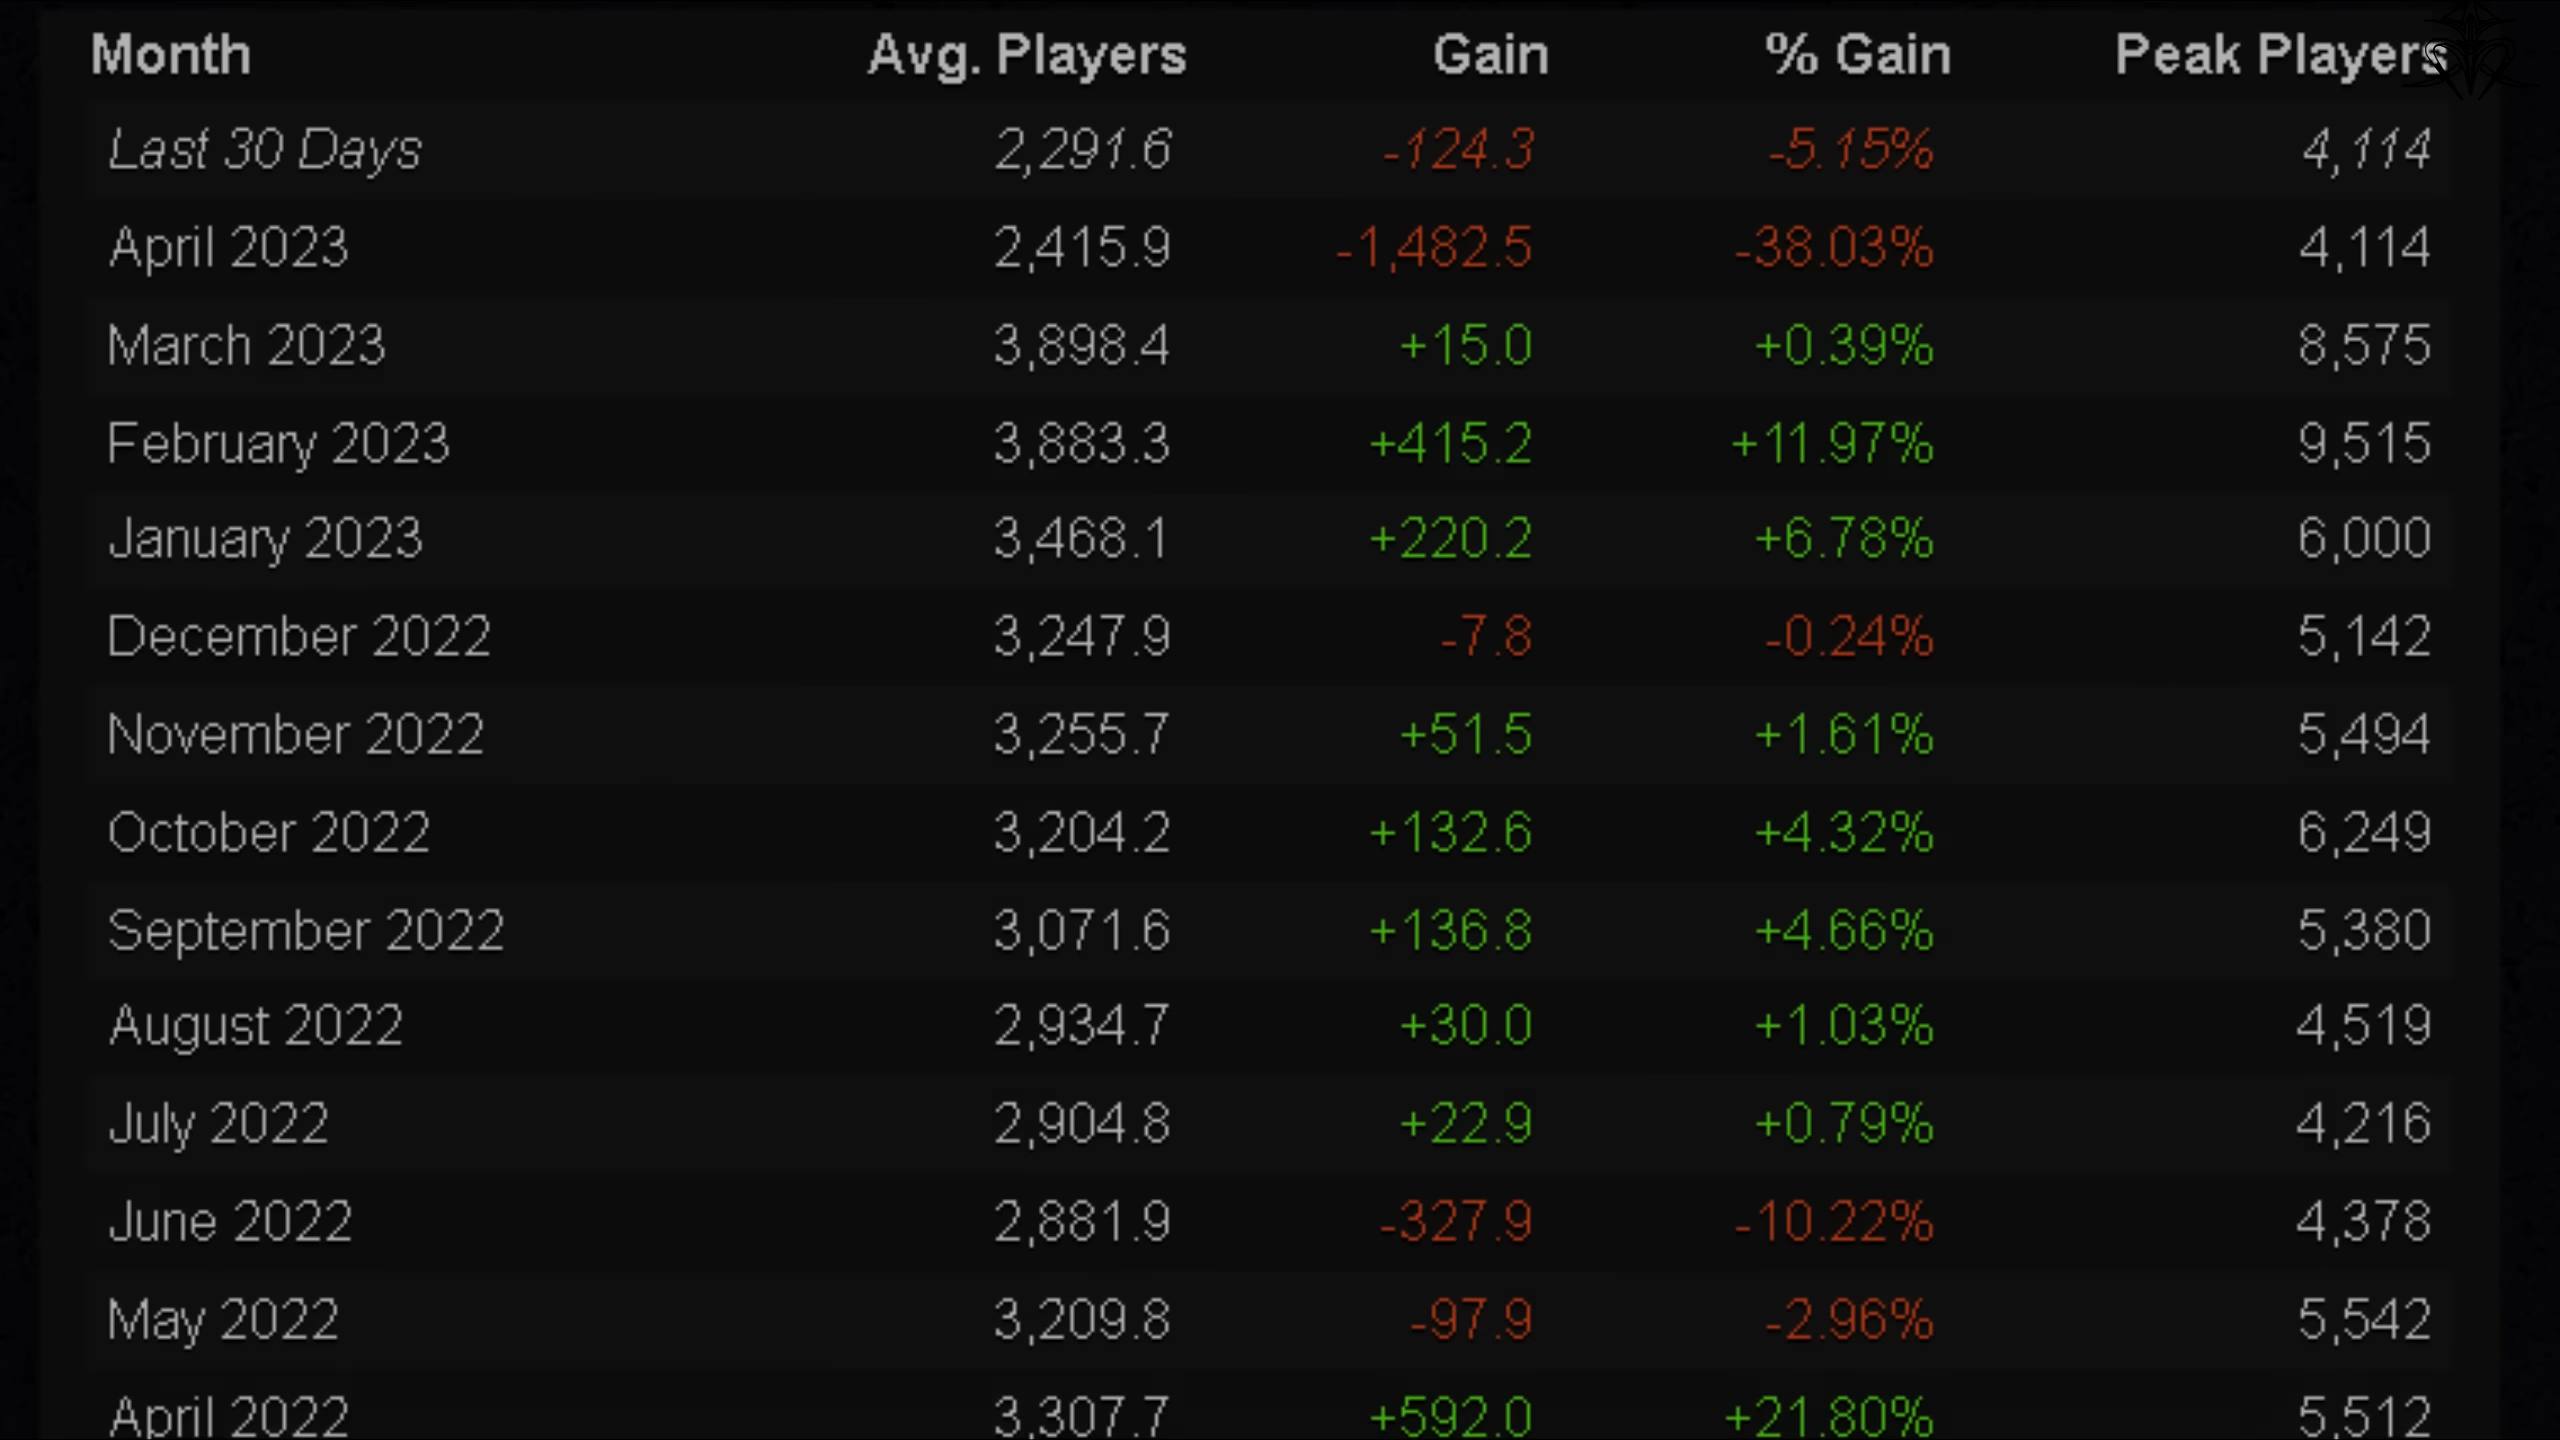 Month Avg. Players Gain % Gain Peak Players
Last 30 Days 2,291.6 -124.3 -5.15% 4,114
April 2023 2,415.9 -1,482.5 -38.03% 4,114
March 2023 3,898.4 +15.0 +0.39% 8,575
February 2023 3,883.3 +415.2 +11.97% 9,515
January 2023 3,468.1 +220.2 +6.78% 6,000
December 2022 3,247.9 -7.8 -0.24% 5,142
November 2022 3,255.7 +51.5 +1.61% 5,494
October 2022 3,204.2 +132.6 +4.32% 6,249
September 2022 3,071.6 +136.8 +4.66% 5,380
August 2022 2,934.7 +30.0 +1.03% 4,519
July 2022 2,904.8 +22.9 +0.79% 4,216
June 2022 2,881.9 -327.9 -10.22% 4,378
May 2022 3,209.8 -97.9 -2.96% 5,542
April 2022 3,307.7 +592.0 +21.80% 5,512